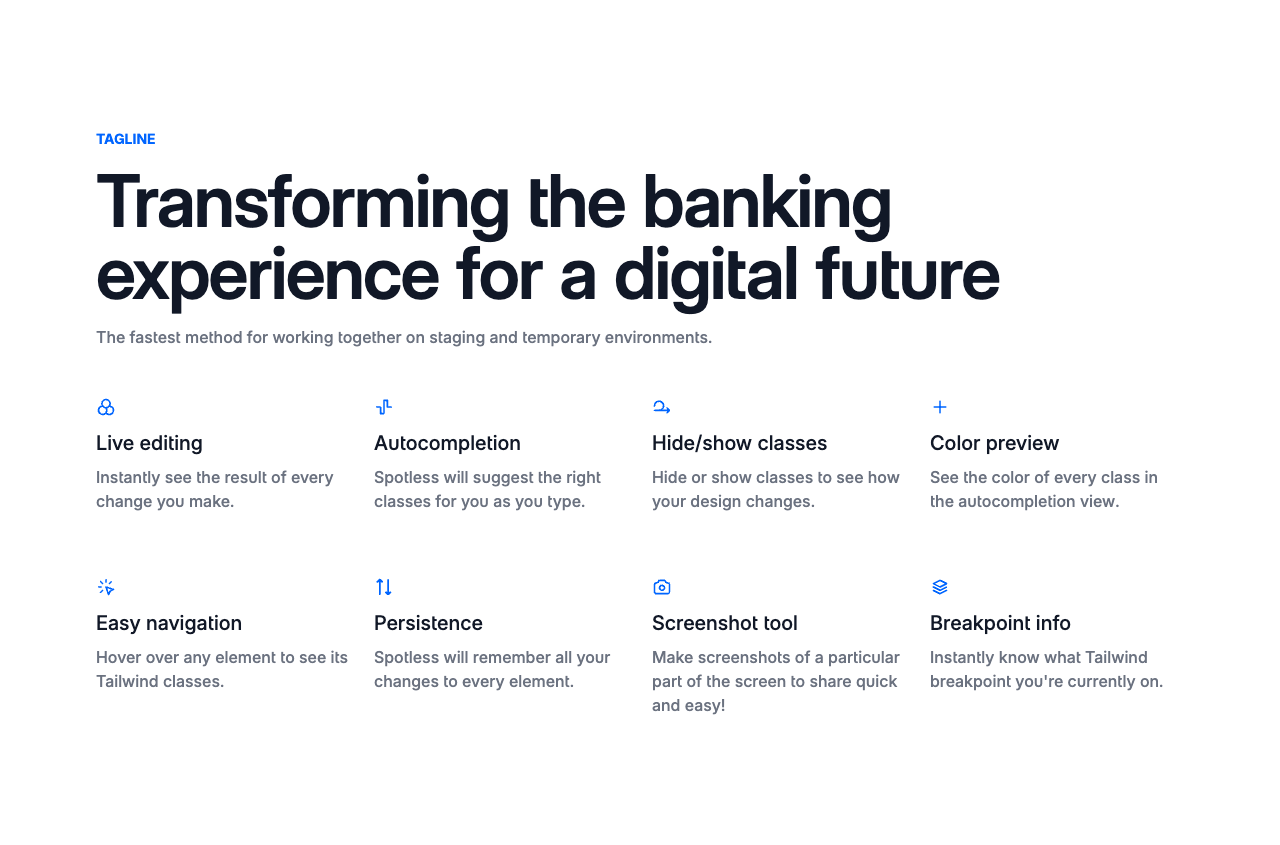 TAGLINE
Transforming the banking
experience for a digital future
The fastest method for working together on staging and temporary environments.
Live editing
Instantly see the result of every
change you make.
Autocompletion
Spotless will suggest the right
classes for you as you type.
Hide/show classes
Hide or show classes to see how
your design changes.
Color preview
See the color of every class in
the autocompletion view.
Easy navigation
Hover over any element to see its
Tailwind classes.
Persistence
Spotless will remember all your
changes to every element.
Screenshot tool
Make screenshots of a particular
part of the screen to share quick
and easy!
Breakpoint info
Instantly know what Tailwind
breakpoint you're currently on.